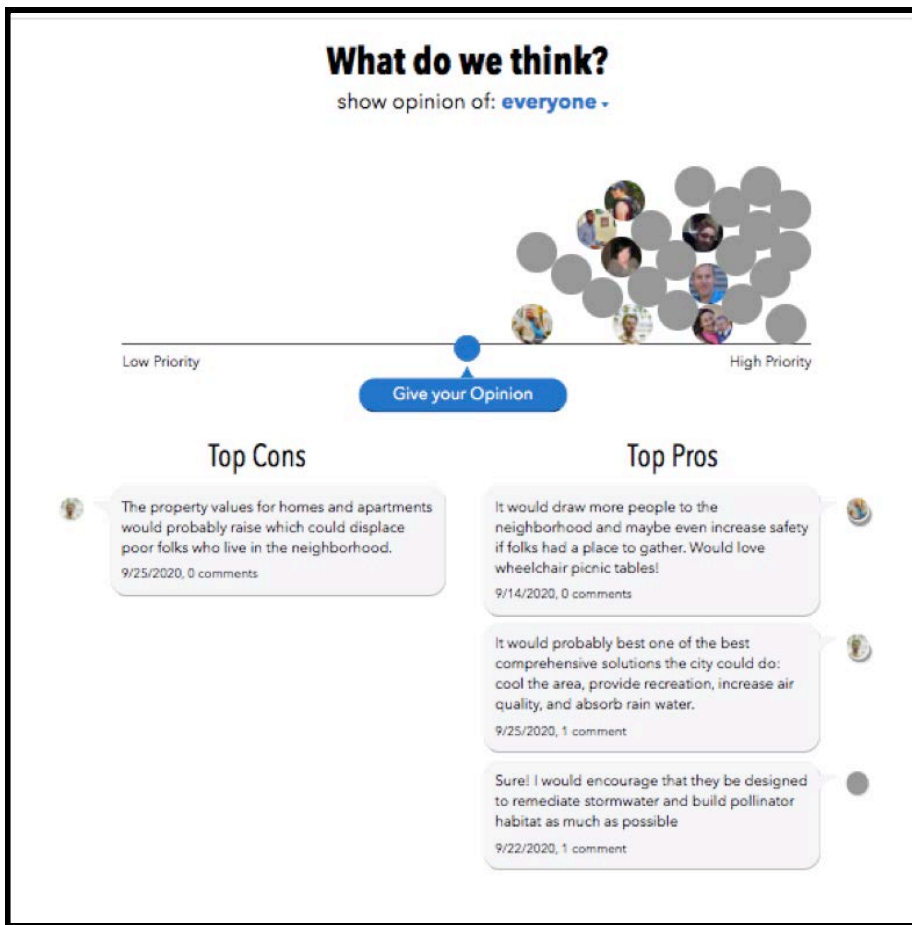 What do we think?
show opinion of: everyone
Low Priority
High Priority
Give your Opinion
Top Cons
The property values for homes and apartments
would probably raise which could displace
poor folks who live in the neighborhood.
9/25/2020, 0 comments
Top Pros
It would draw more people to the
neighborhood and maybe even increase safety
if folks had a place to gather. Would love
wheelchair picnic tables!
9/14/2020, 0 comments
It would probably best one of the best
comprehensive solutions the city could do:
cool the area, provide recreation, increase air
quality, and absorb rain water.
9/25/2020, 1 comment
Sure! I would encourage that they be designed
to remediate stormwater and build pollinator
habitat as much as possible
9/22/2020, 1 comment